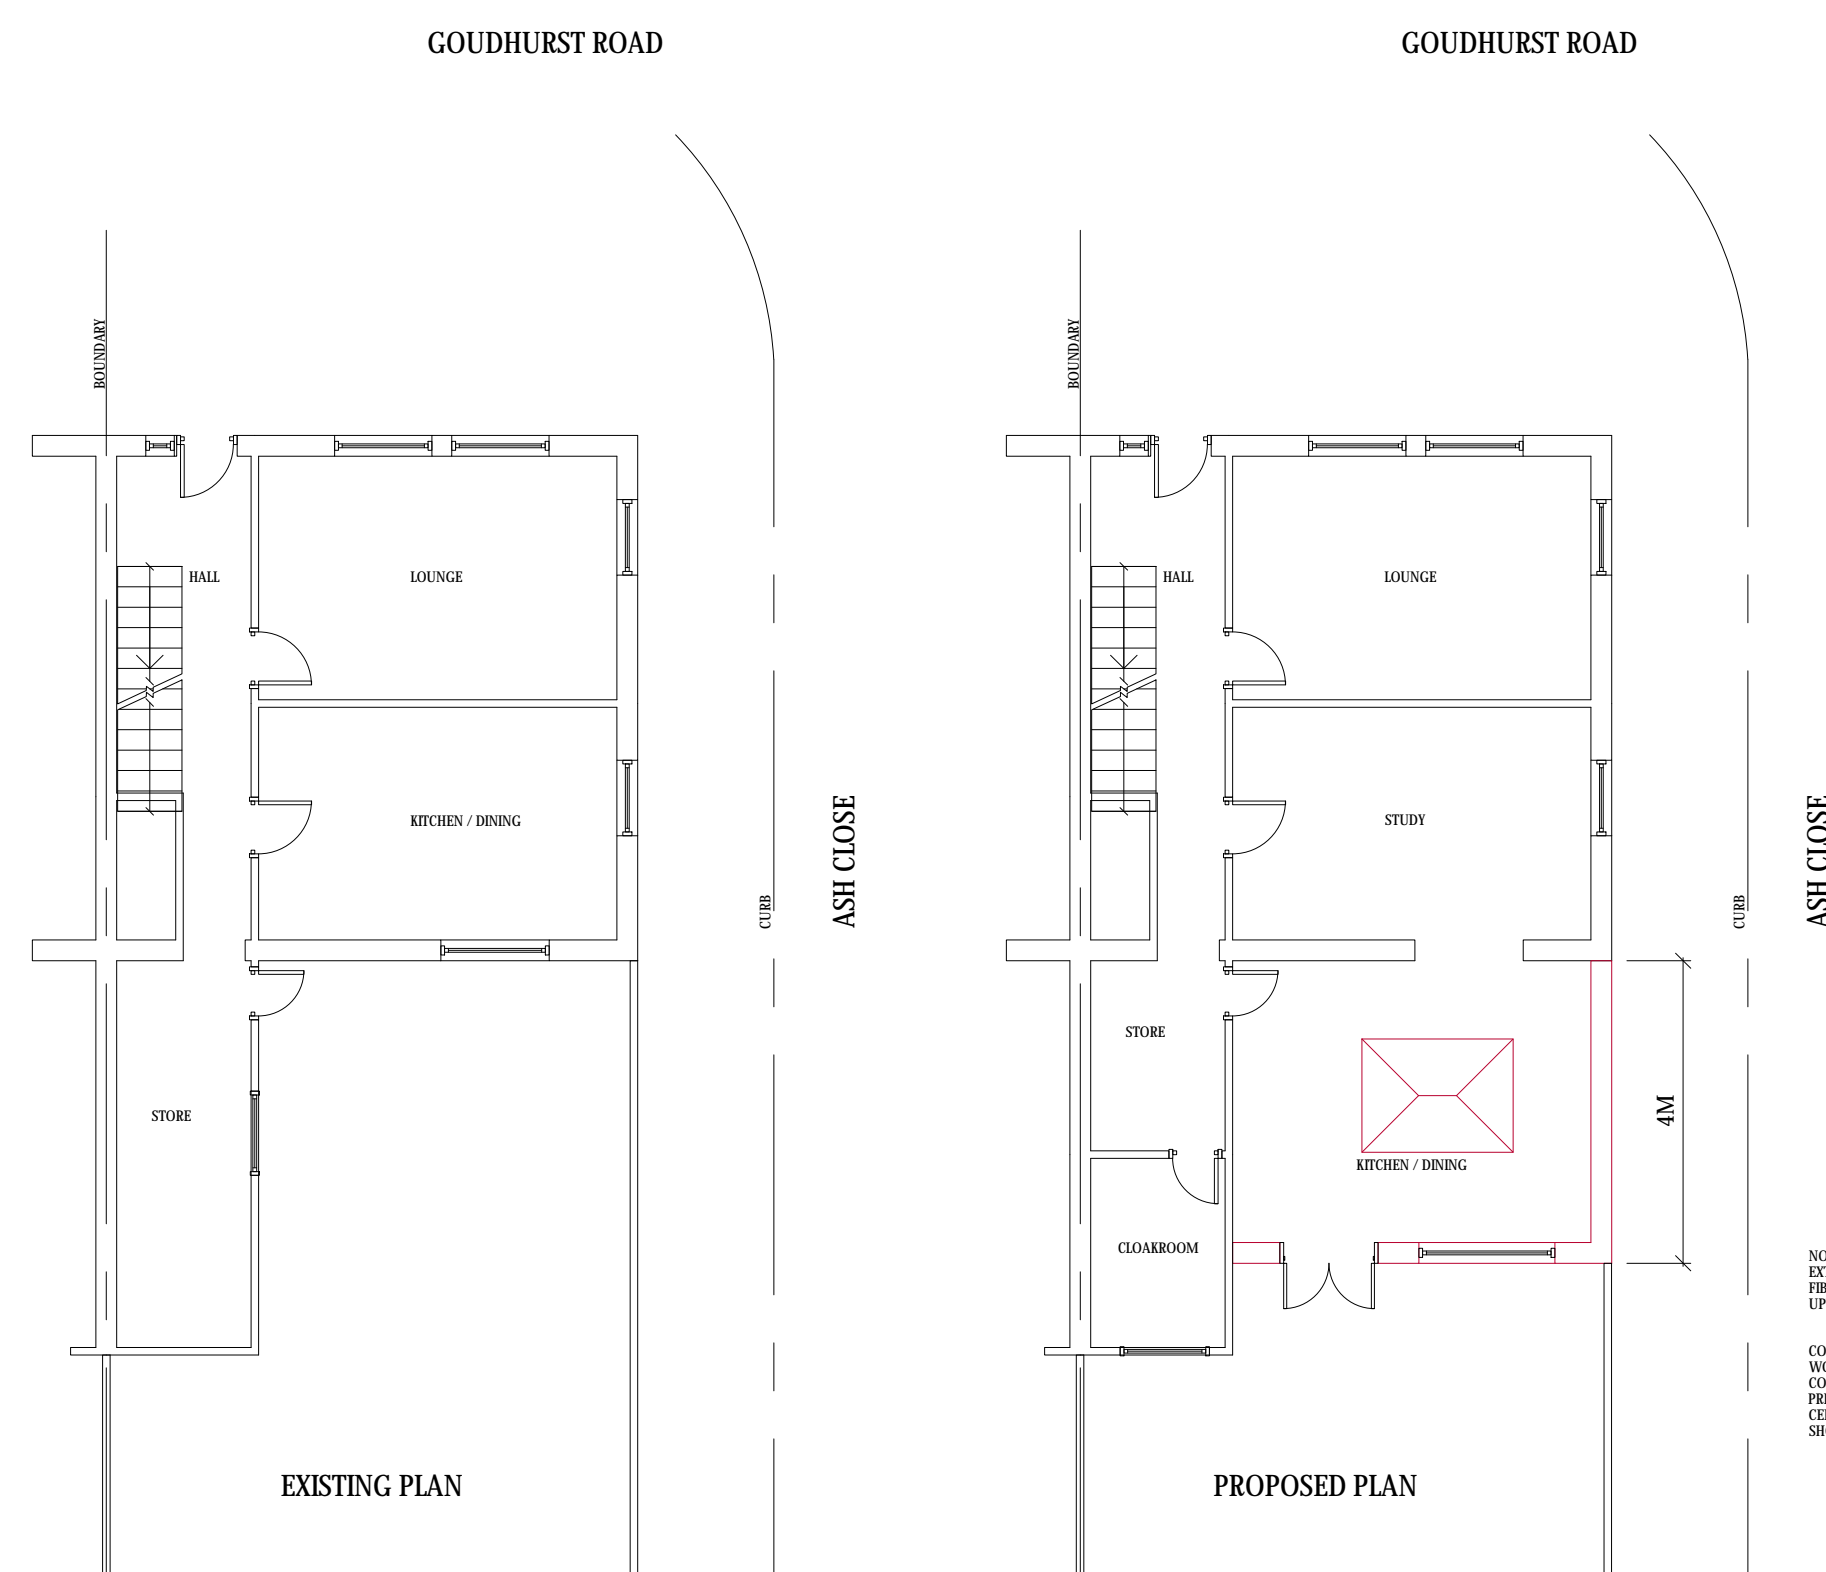 GOUDHURST ROAD
BOUNDARY
HALL
LOUNGE
KITCHEN / DINING
ASH CLOSE
CURB
STORE
EXISTING PLAN
GOUDHURST ROAD
BOUNDARY
HALL
LOUNGE
STUDY
ASH CLOSE
CURB
STORE
4M
KITCHEN / DINING
CLOAKROOM
PROPOSED PLAN